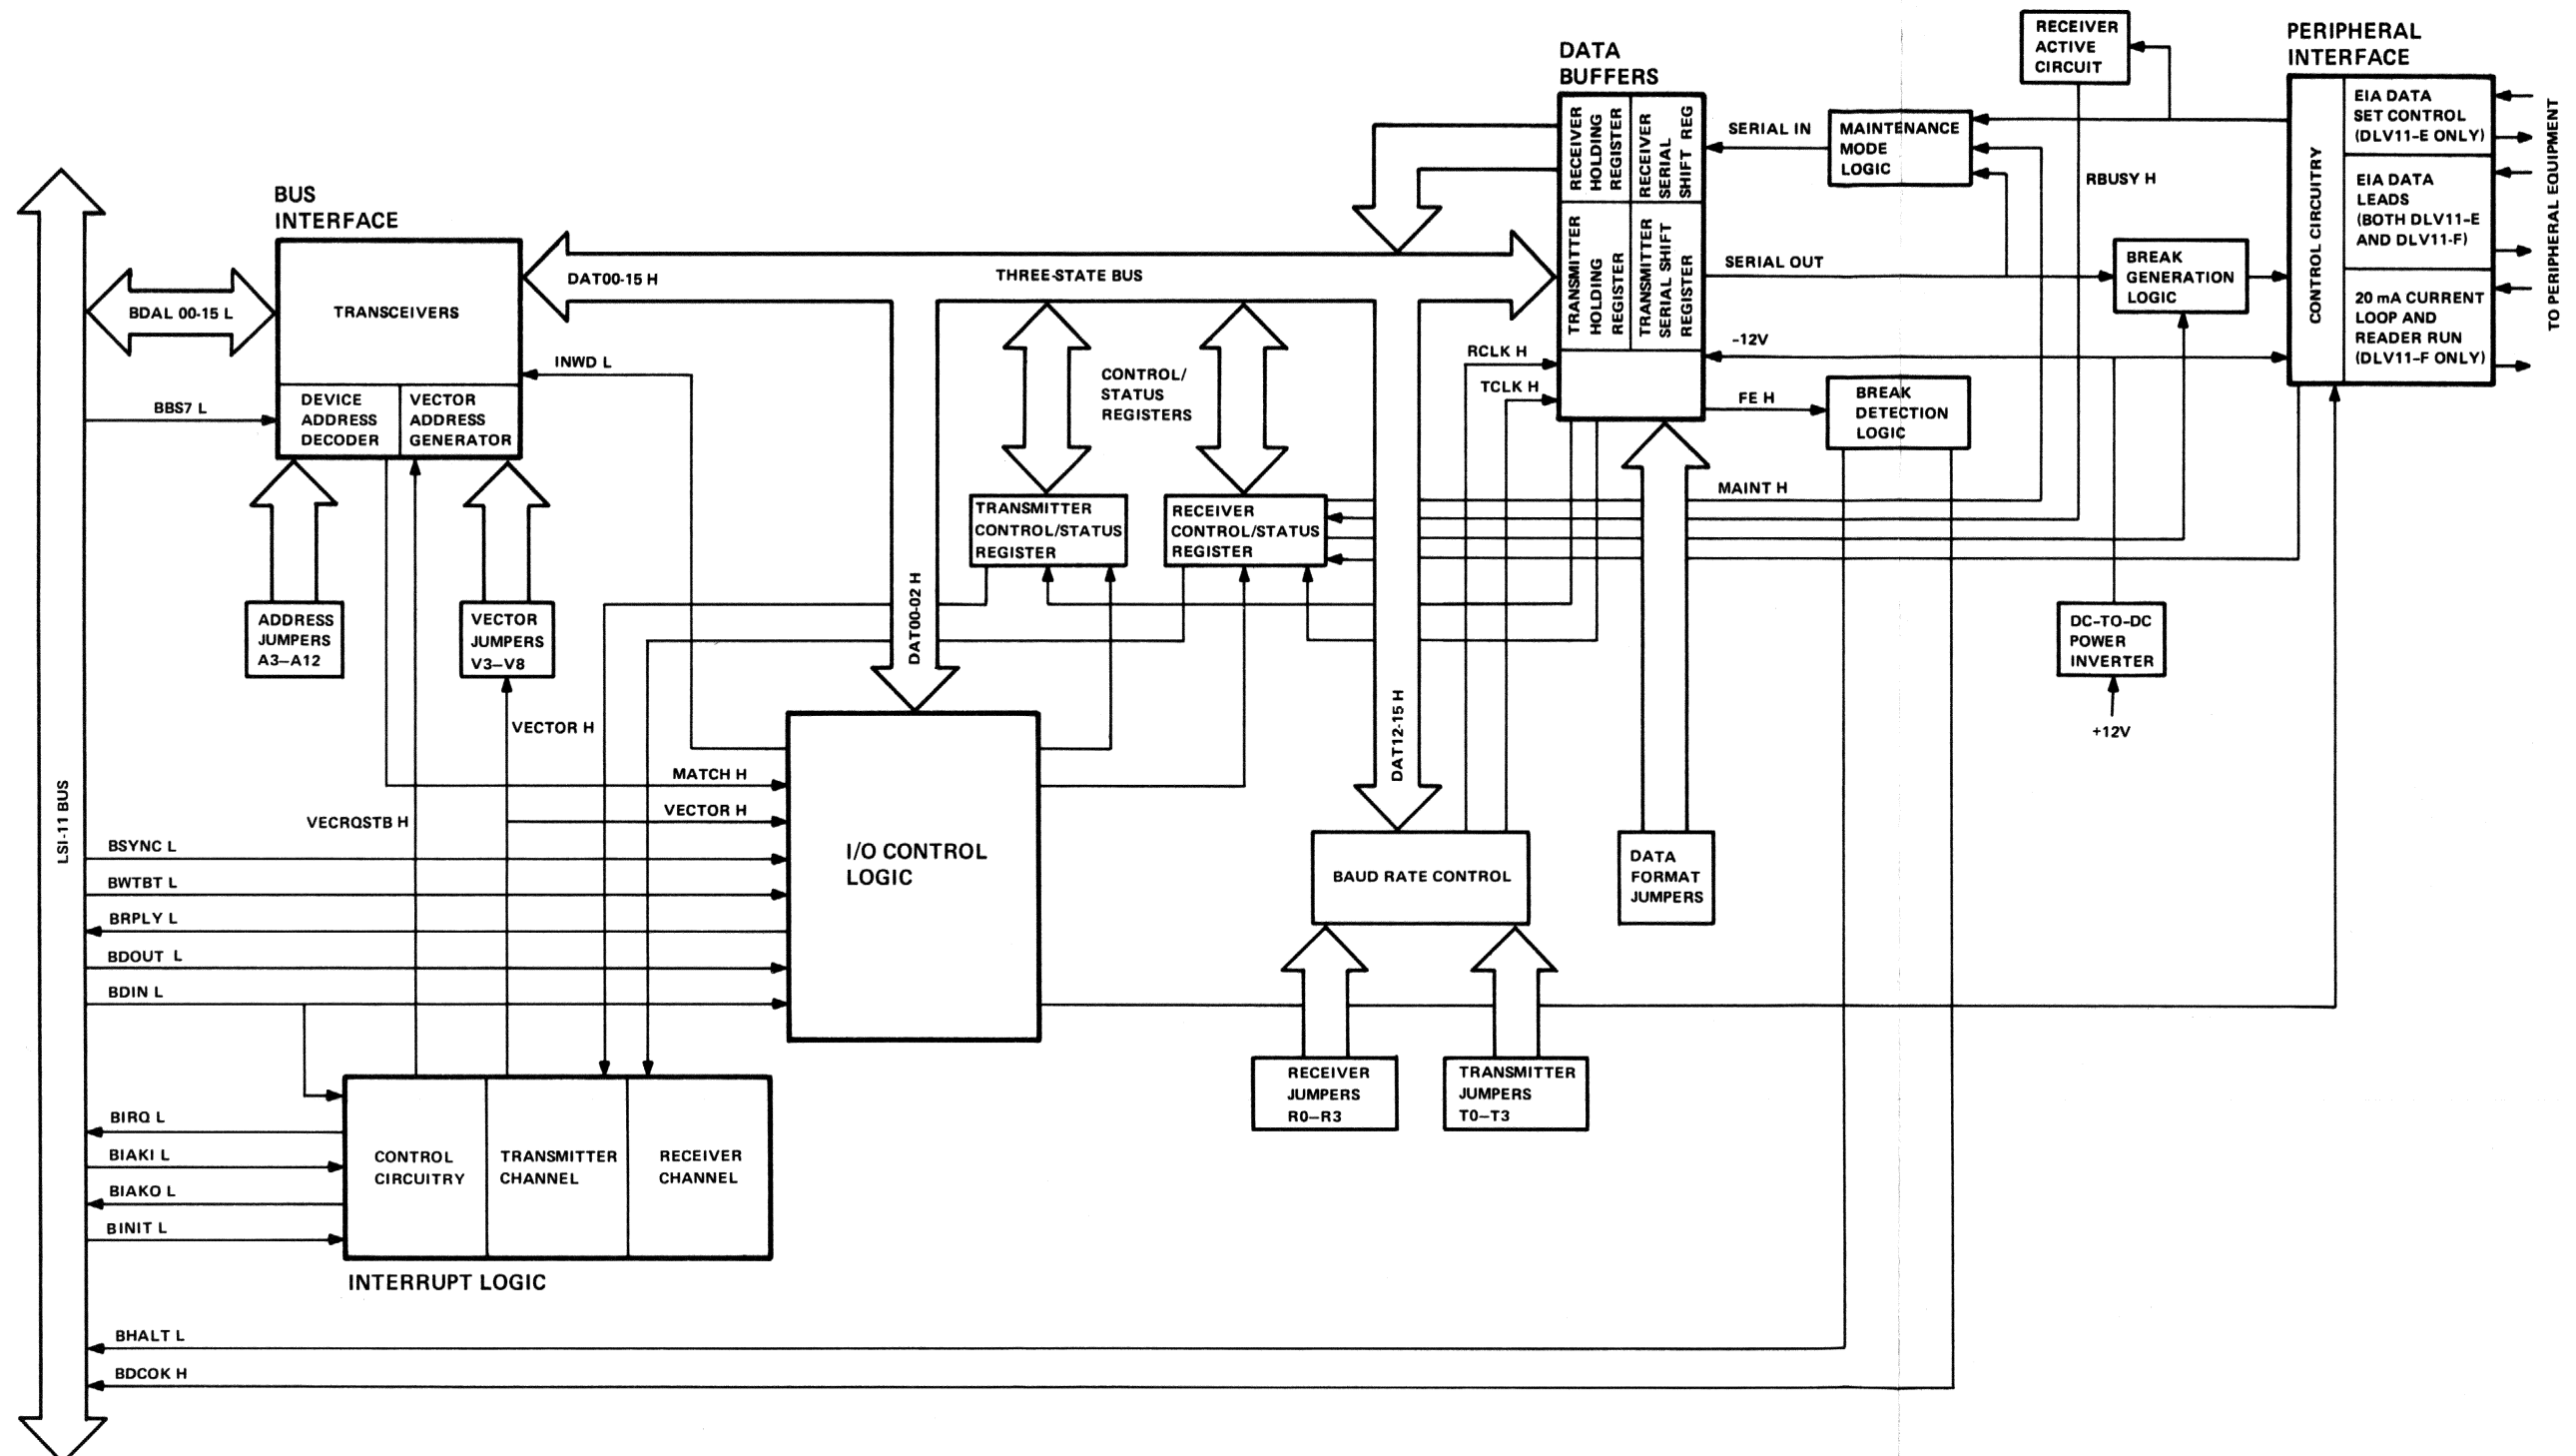 RECEIVER
ACTIVE
CIRCUIT
PERIPHERAL
INTERFACE
DATA
BUFFERS
RECEIVER
HOLDING
REGISTER
RECEIVER
SERIAL
SHIFT REG
TRANSMITTER
HOLDING
REGISTER
TRANSMITTER
SERIAL SHIFT
REGISTER
SERIAL IN
MAINTENANCE
MODE
LOGIC
RBUSY H
CONTROL CIRCUITRY
EIA DATA
SET CONTROL
(DLV11-E ONLY)
EIA DATA
LEADS
(BOTH DLV11-E
AND DLV11-F)
20 mA CURRENT
LOOP AND
READER RUN
(DLV11-F ONLY)
TO PERIPHERAL EQUIPMENT
SERIAL OUT
BREAK
GENERATION
LOGIC
-12V
FE H
BREAK
DETECTION
LOGIC
RCLK H
TCLK H
MAINT H
BUS
INTERFACE
TRANSCEIVERS
DEVICE
ADDRESS
DECODER
VECTOR
ADDRESS
GENERATOR
BDAL 00-15 L
BBS7 L
DAT00-15 H
THREE-STATE BUS
INWD L
CONTROL/
STATUS
REGISTERS
TRANSMITTER
CONTROL/STATUS
REGISTER
RECEIVER
CONTROL/STATUS
REGISTER
ADDRESS
JUMPERS
A3–A12
VECTOR
JUMPERS
V3–V8
DAT00-02 H
DAT12-15 H
DC-TO-DC
POWER
INVERTER
+12V
VECTOR H
MATCH H
VECTOR H
VECRQSTB H
LSI-11 BUS
BSYNC L
BWTBT L
BRPLY L
BDOUT L
BDIN L
I/O CONTROL
LOGIC
BAUD RATE CONTROL
DATA
FORMAT
JUMPERS
RECEIVER
JUMPERS
R0–R3
TRANSMITTER
JUMPERS
T0–T3
BIRQ L
BIAKI L
BIAKO L
BINIT L
CONTROL
CIRCUITRY
TRANSMITTER
CHANNEL
RECEIVER
CHANNEL
INTERRUPT LOGIC
BHALT L
BDCOK H